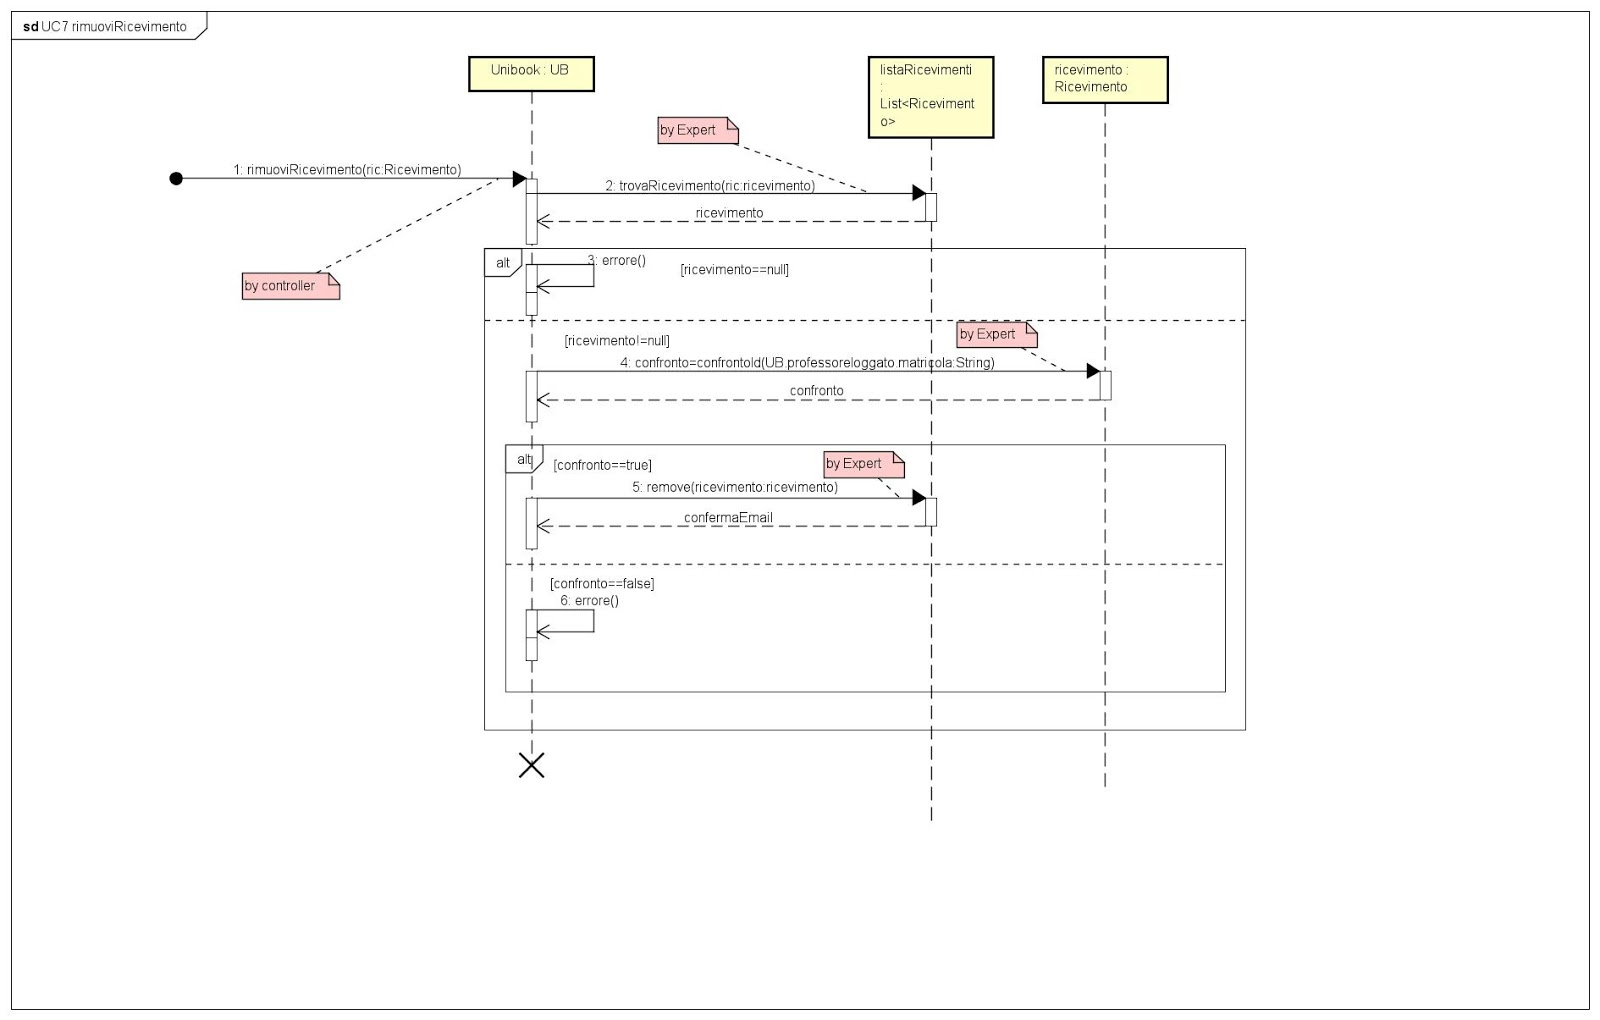 sd UC7 rimuoviRicevimento
Unibook : UB
listaRicevimenti
:
List<Riceviment
o>
ricevimento :
Ricevimento
by Expert
1: rimuoviRicevimento(ric:Ricevimento)
2: trovaRicevimento(ric:ricevimento)
ricevimento
by controller
alt
3: errore()
[ricevimento==null]
by Expert
[ricevimento!=null]
4: confronto=confrontoId(UB.professoreloggato.matricola:String)
confronto
alt
[confronto==true]
by Expert
5: remove(ricevimento:ricevimento)
confermaEmail
[confronto==false]
6: errore()